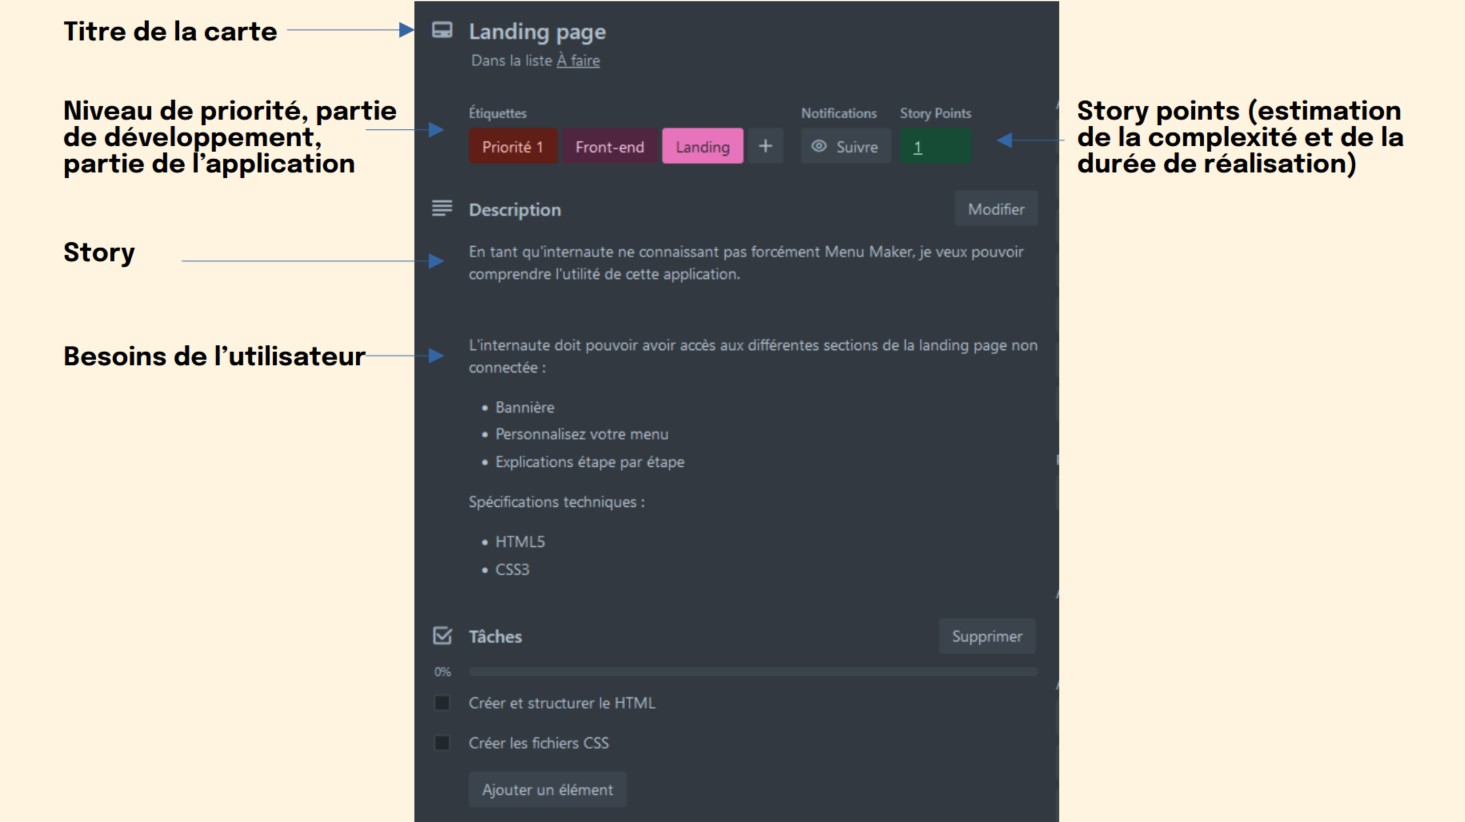 Titre de la carte
Landing page
Dans la liste À faire
Niveau de priorité, partie
de développement,
partie de l’application
Étiquettes
Notifications
Story Points
Priorité 1
Front-end
Landing
+
Suivre
1
Story points (estimation
de la complexité et de la
durée de réalisation)
Description
Modifier
Story
En tant qu'internaute ne connaissant pas forcément Menu Maker, je veux pouvoir
comprendre l'utilité de cette application.
Besoins de l’utilisateur
L'internaute doit pouvoir avoir accès aux différentes sections de la landing page non
connectée :
• Bannière
• Personnalisez votre menu
• Explications étape par étape
Spécifications techniques :
• HTML5
• CSS3
Tâches
Supprimer
0%
Créer et structurer le HTML
Créer les fichiers CSS
Ajouter un élément